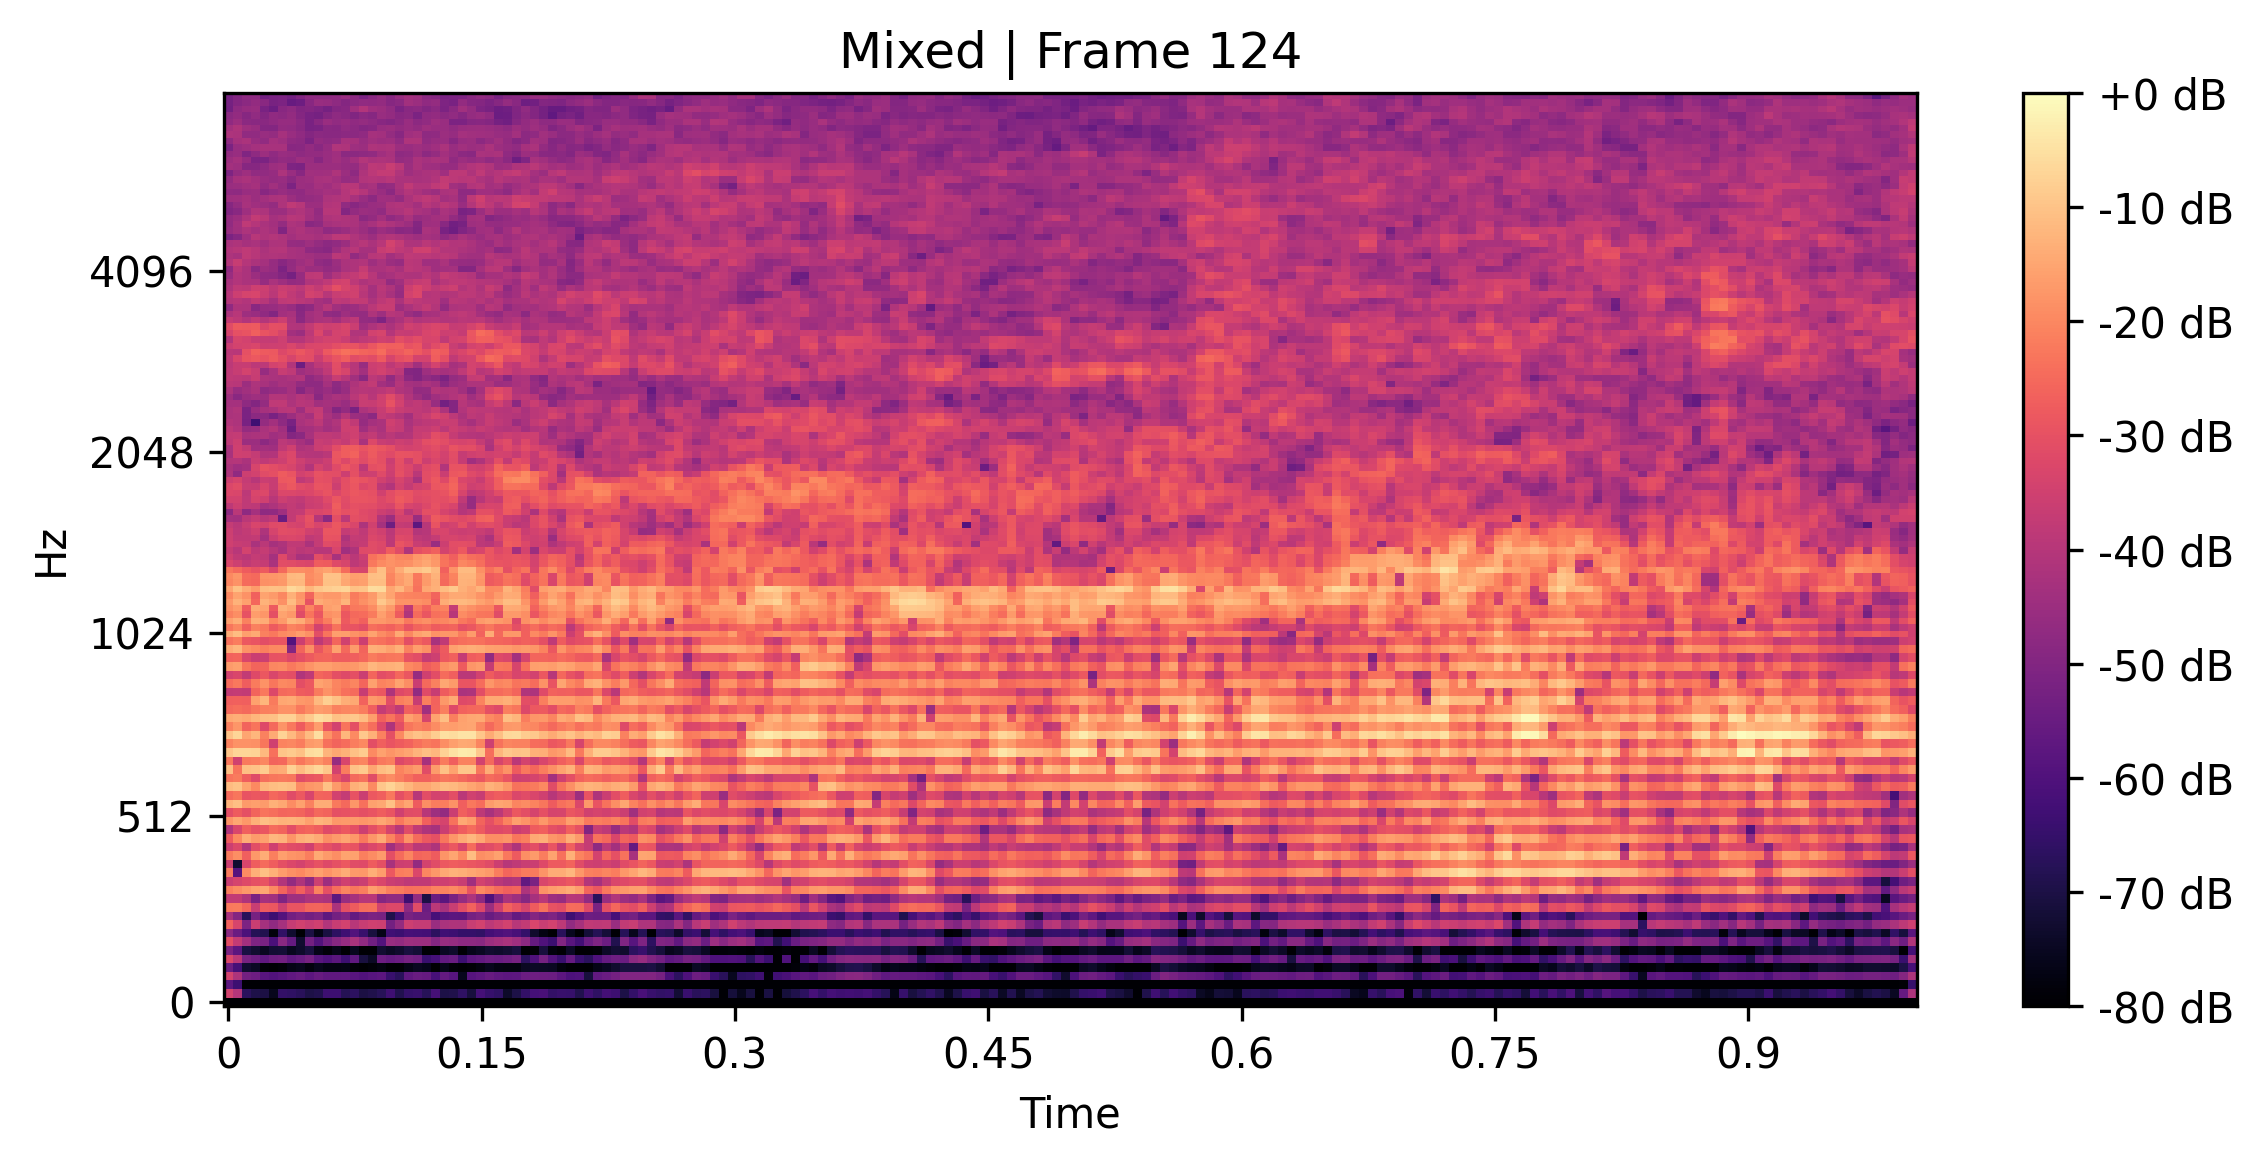 Mixed | Frame 124
+0 dB
-10 dB
-20 dB
-30 dB
-40 dB
-50 dB
-60 dB
-70 dB
-80 dB
Hz
4096
2048
1024
512
0
0 0.15 0.3 0.45 0.6 0.75 0.9
Time